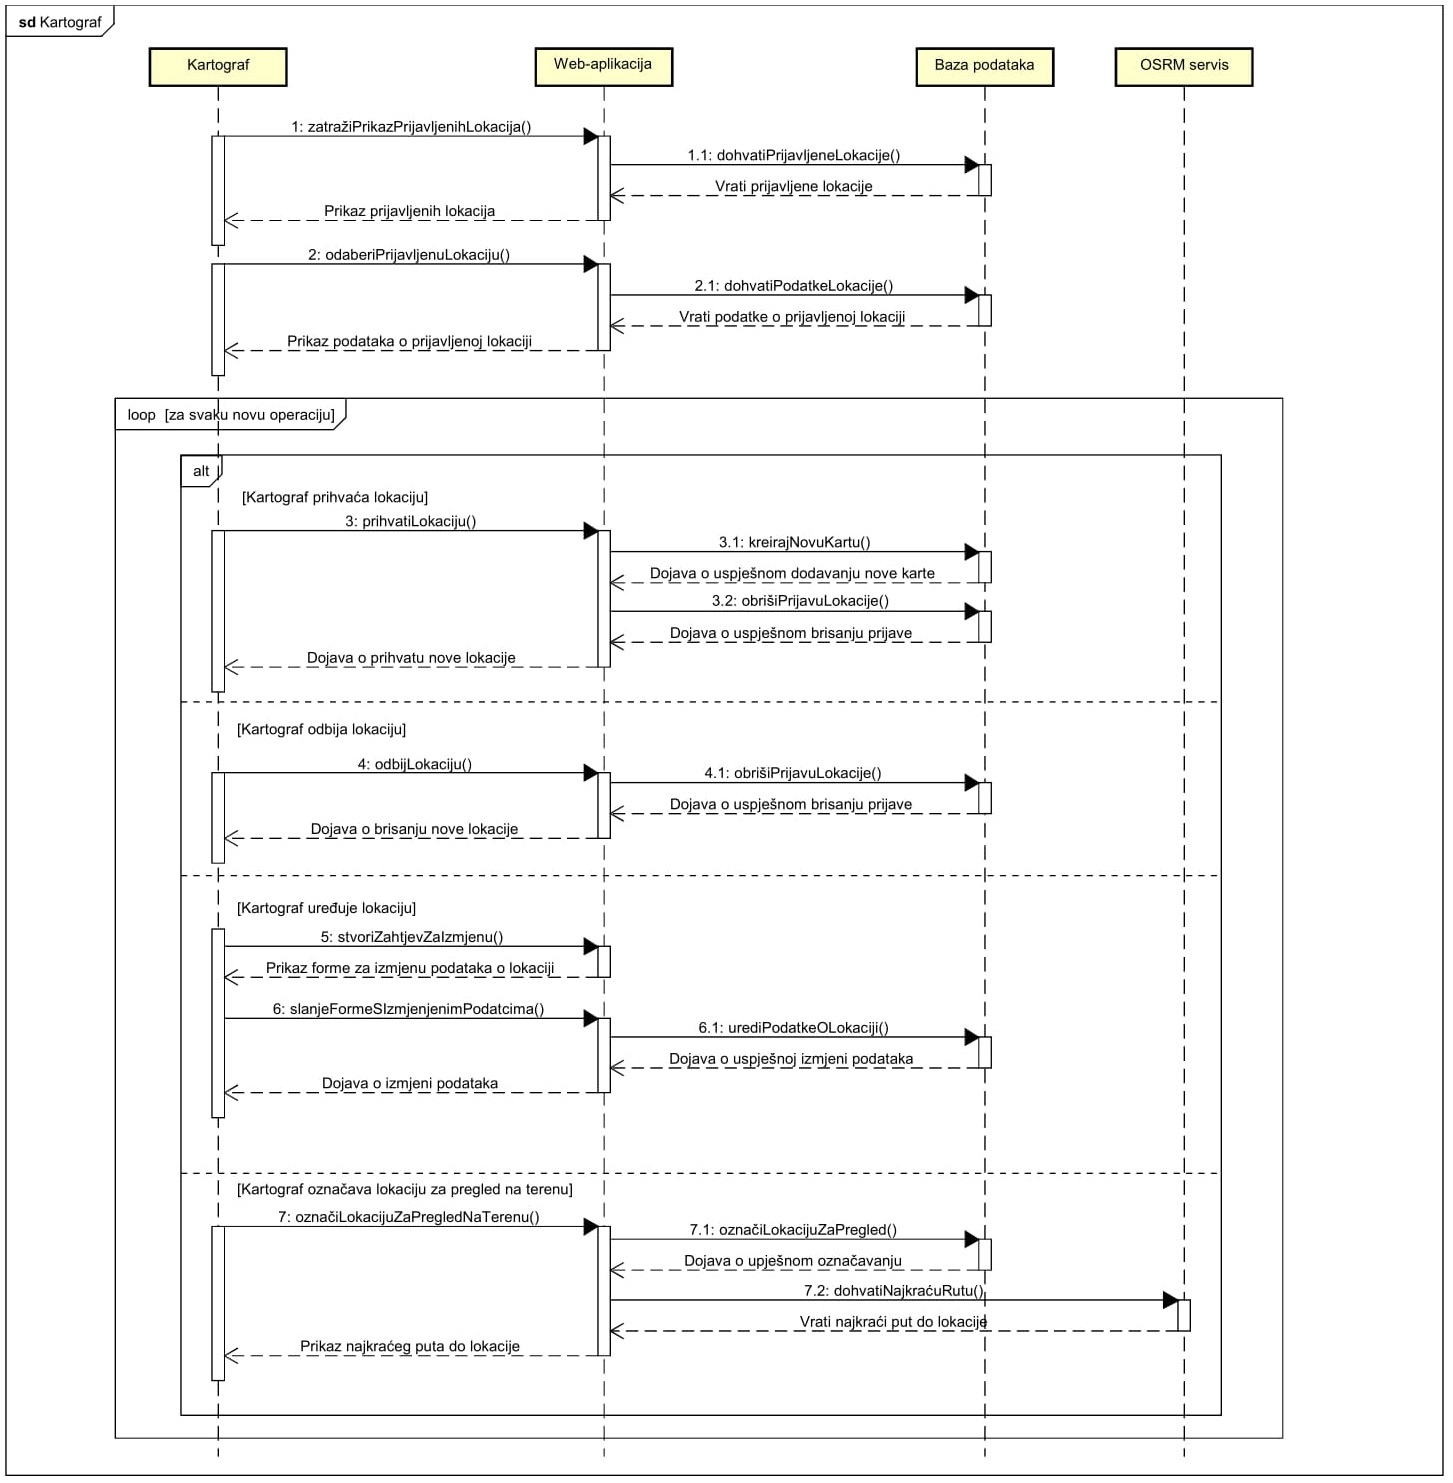 sd Kartograf
Kartograf
Web-aplikacija
Baza podataka
OSRM servis
1: zatražiPrikazPrijavljenihLokacija()
1.1: dohvatiPrijavljeneLokacije()
Vrati prijavljene lokacije
Prikaz prijavljenih lokacija
2: odaberiPrijavljenuLokaciju()
2.1: dohvatiPodatkeLokacije()
Vrati podatke o prijavljenoj lokaciji
Prikaz podataka o prijavljenoj lokaciji
loop [za svaku novu operaciju]
alt
[Kartograf prihvaća lokaciju]
3: prihvatiLokaciju()
3.1: kreirajNovuKartu()
Dojava o uspješnom dodavanju nove karte
3.2: obrišiPrijavuLokacije()
Dojava o uspješnom brisanju prijave
Dojava o prihvatu nove lokacije
[Kartograf odbija lokaciju]
4: odbijLokaciju()
4.1: obrišiPrijavuLokacije()
Dojava o uspješnom brisanju prijave
Dojava o brisanju nove lokacije
[Kartograf uređuje lokaciju]
5: stvoriZahtjevZaIzmjenu()
Prikaz forme za izmjenu podataka o lokaciji
6: slanjeFormeSIzmjenjenimPodatcima()
6.1: urediPodatkeOLokaciji()
Dojava o uspješnoj izmjeni podataka
Dojava o izmjeni podataka
[Kartograf označava lokaciju za pregled na terenu]
7: označiLokacijuZaPregledNaTerenu()
7.1: označiLokacijuZaPregled()
Dojava o upješnom označavanju
7.2: dohvatiNajkraćuRutu()
Vrati najkraći put do lokacije
Prikaz najkraćeg puta do lokacije